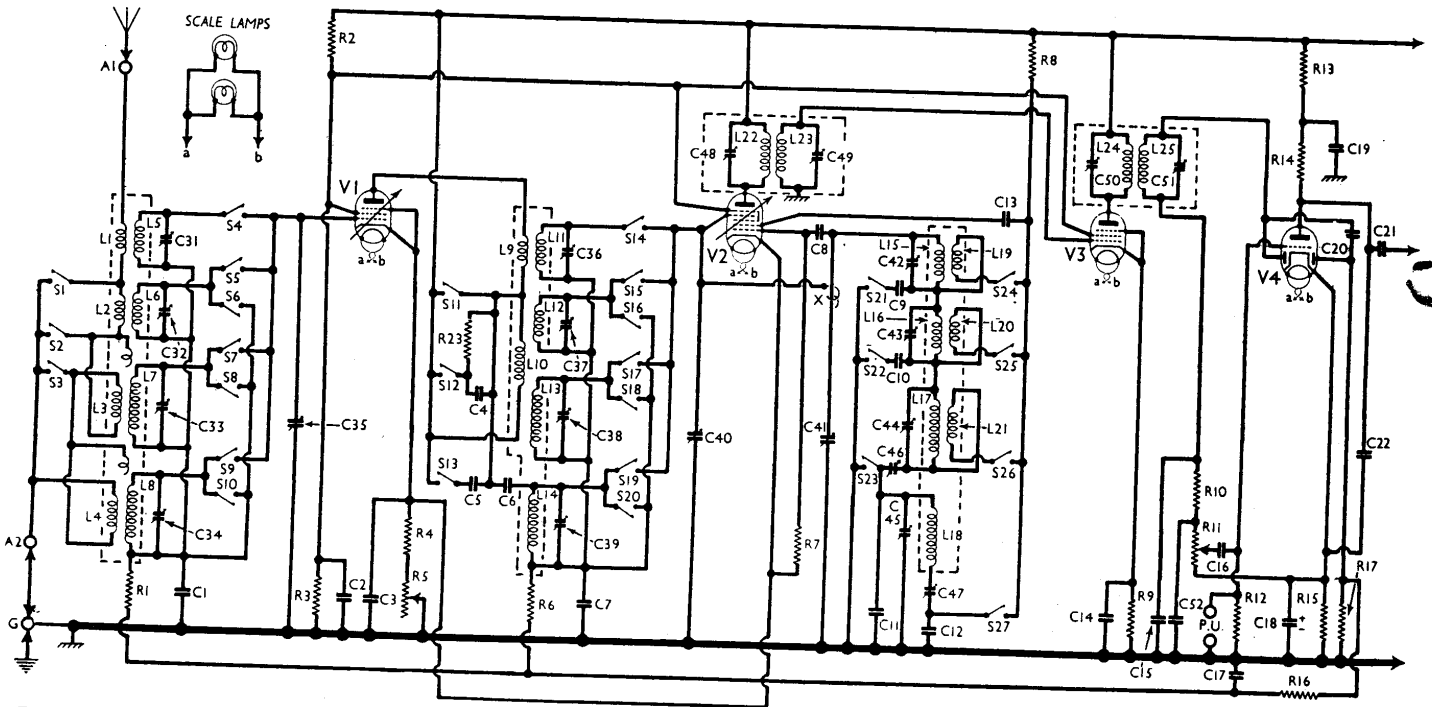 SCALE LAMPS
A1
a b
R2
R8
R13
L22 L23
C48 C49
L24 L25
C50 C51
C19
R14
V1
V2
V3
V4
a b
a b
a b
a b
C13
C20
C21
L1 L5
C31
S4
L9 L11
C36
S14
C8
L15
C42
L19
S1
L2 L6
C32
S5
S6
S11
R23
L12
C37
S15
S16
X
S21
C9
S24
S2
S3
L7
S7
S8
S12
C4
L10
L13
S17
S18
L16
C43
S22
C10
L20
S25
L3
C33
C35
C38
C40
C41
L17
C44
L21
C22
L4
L8
S9
S10
C34
S13
C5
C6
L14
S19
S20
C39
S23
C46
C45
S26
L18
A2
R4
R5
R7
C47
R10
R11
C16
R17
G
R1
C1
R3
C2
C3
R6
C7
C11
C12
S27
C14
R9
C15
C52
P.U.
R12
C18
+
-
R15
C17
R16